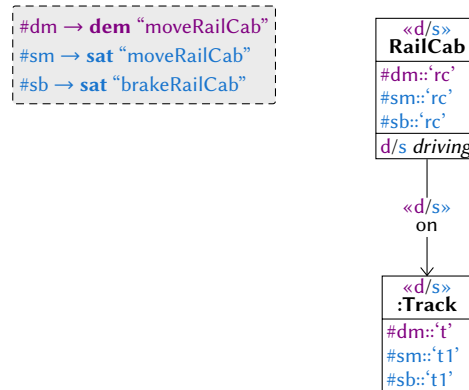 #dm → dem “moveRailCab”
#sm → sat “moveRailCab”
#sb → sat “brakeRailCab”
«d/s»
RailCab
#dm::‘rc’
#sm::‘rc’
#sb::‘rc’
d/s driving
«d/s»
on
«d/s»
:Track
#dm::‘t’
#sm::‘t1’
#sb::‘t1’